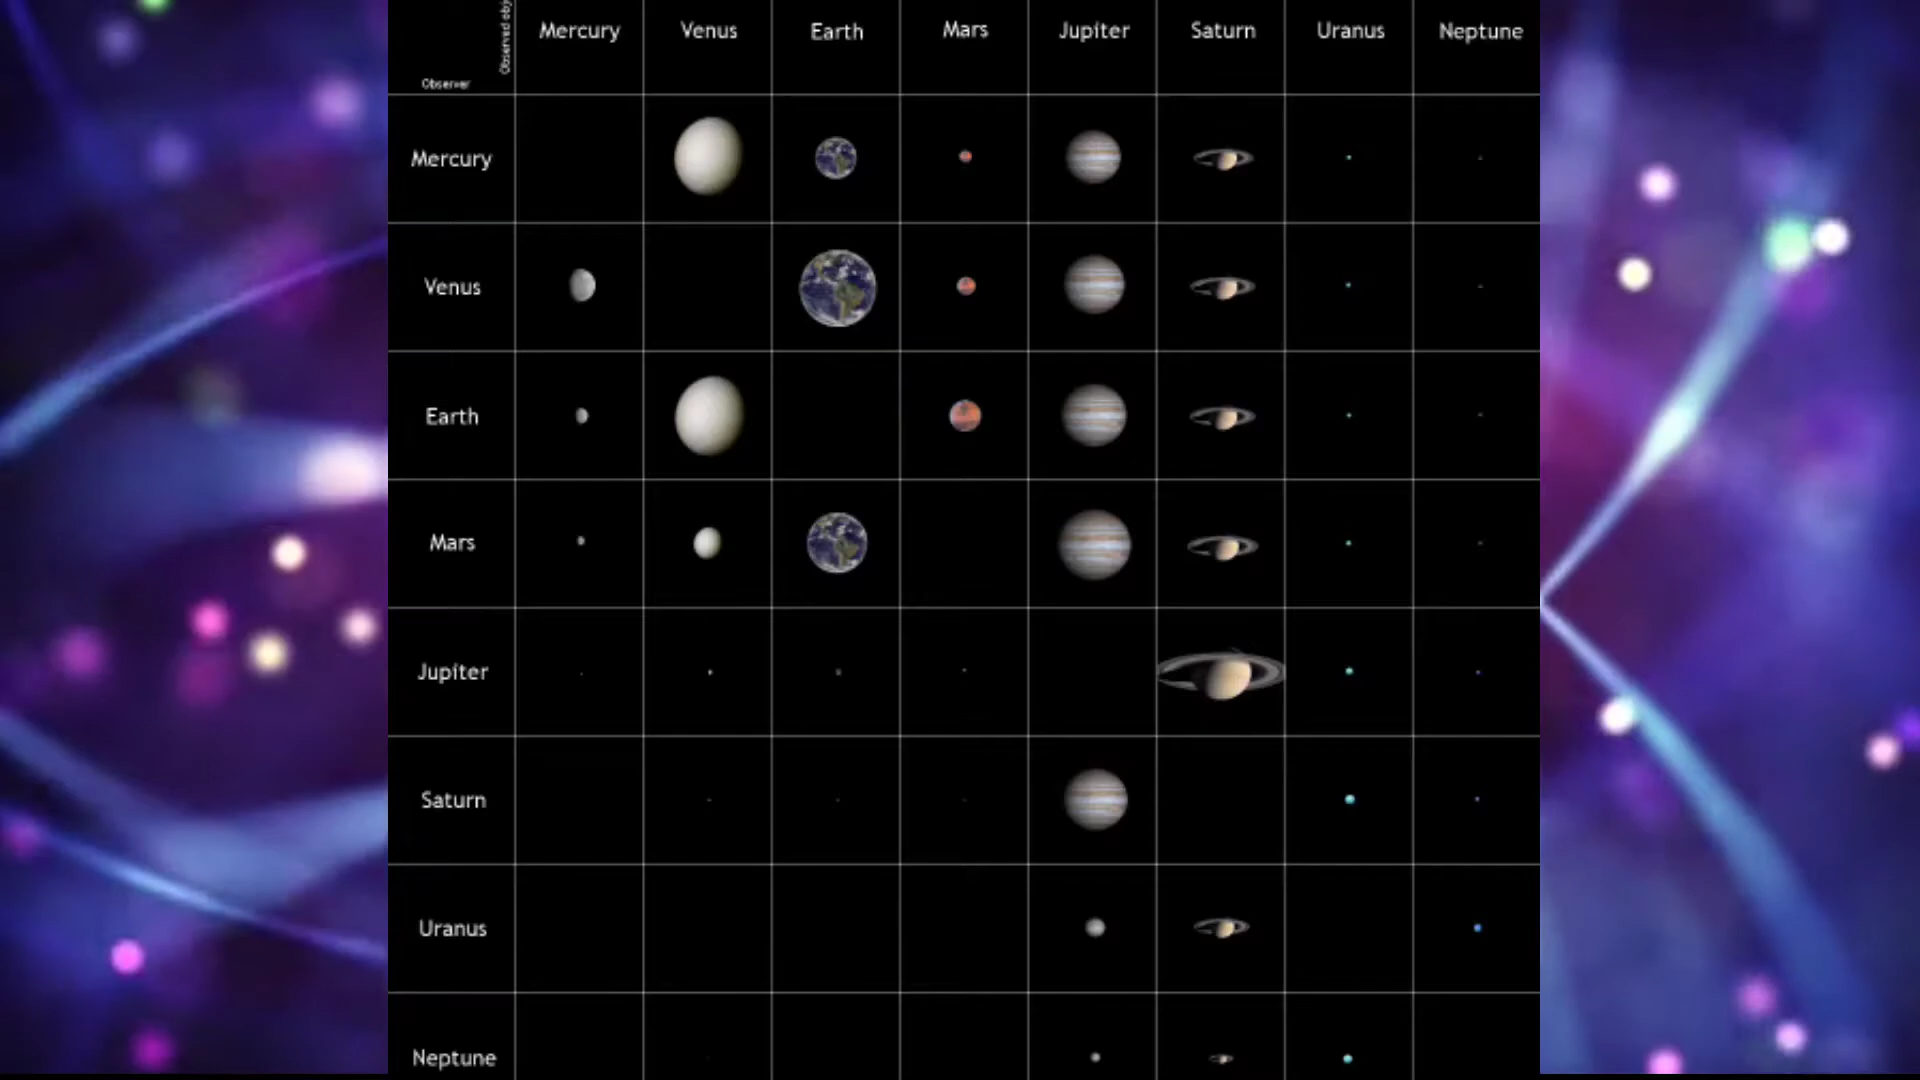 Mercury Venus Earth Mars Jupiter Saturn Uranus Neptune
Observer
Mercury
Venus
Earth
Mars
Jupiter
Saturn
Uranus
Neptune